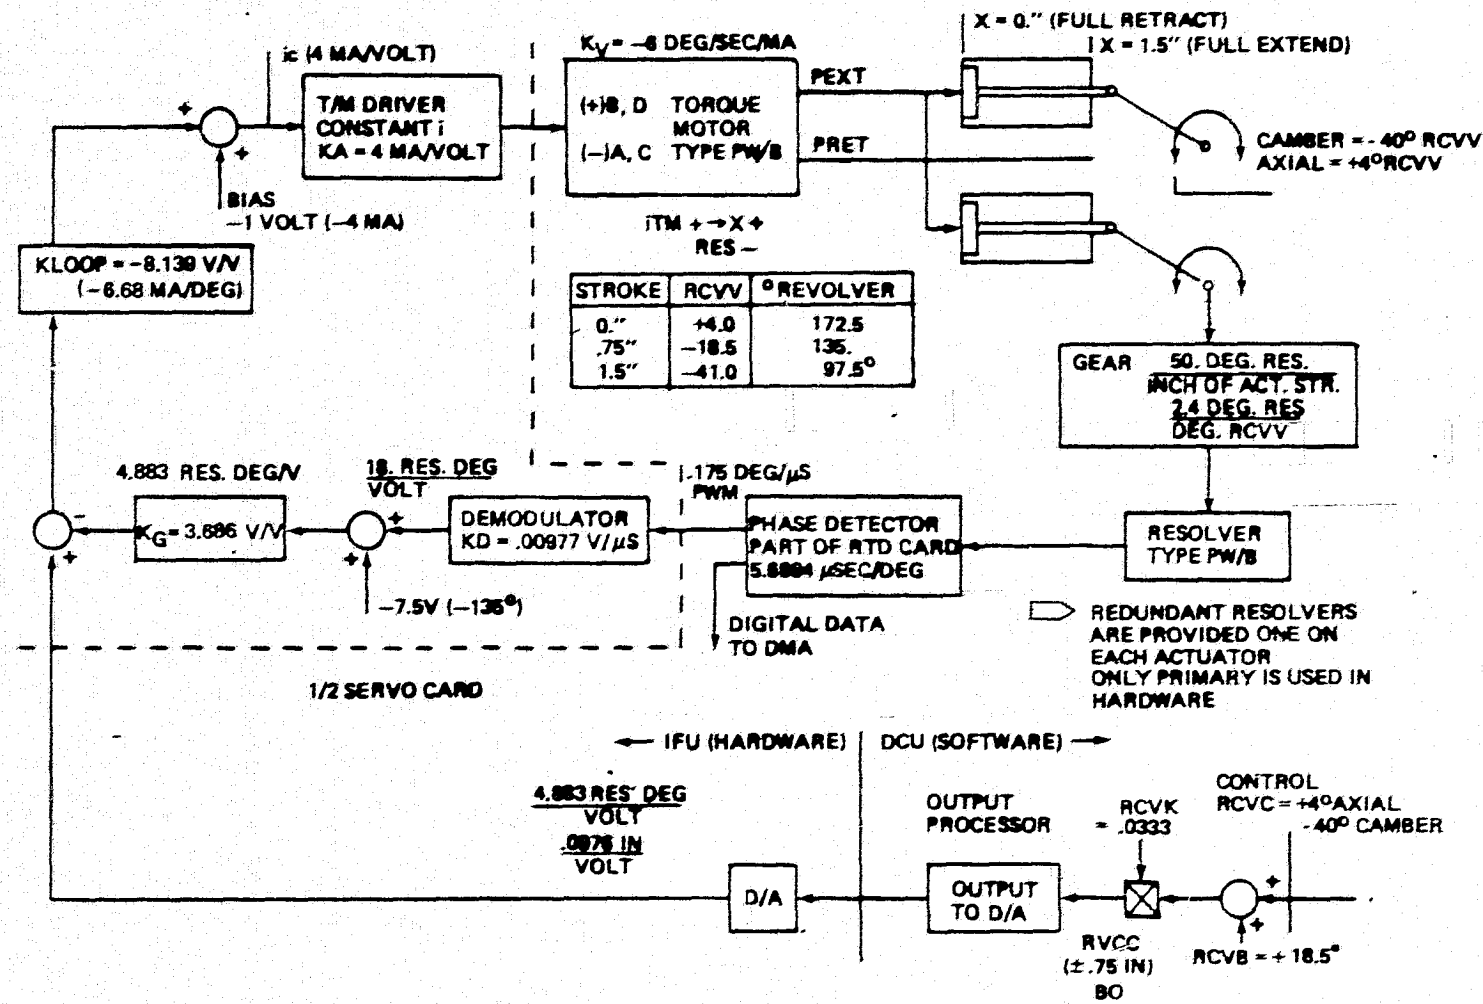 X = 0." (FULL RETRACT)
X = 1.5" (FULL EXTEND)
ic (4 MA/VOLT)
KV = -6 DEG/SEC/MA
T/M DRIVER
CONSTANT i
KA = 4 MA/VOLT
(+)B, D TORQUE
MOTOR
(-)A, C TYPE PW/B
PEXT
PRET
CAMBER = -40° RCVV
AXIAL = +4° RCVV
+
+
BIAS
-1 VOLT (-4 MA)
iTM + → X +
RES -
KLOOP = -8.139 V/V
(-6.68 MA/DEG)
STROKE RCVV °REVOLVER
0." +4.0 172.5
.75" -18.5 135.
1.5" -41.0 97.5°
GEAR 50. DEG. RES.
INCH OF ACT. STR.
2.4 DEG. RES
DEG. RCVV
4.883 RES. DEG/V
18. RES. DEG
VOLT
.175 DEG/μS
PWM
-
+
KG = 3.686 V/V
+
+
DEMODULATOR
KD = .00977 V/μS
PHASE DETECTOR
PART OF RTD CARD
5.6894 μSEC/DEG
RESOLVER
TYPE PW/B
-7.5V (-135°)
DIGITAL DATA
TO DMA
REDUNDANT RESOLVERS
ARE PROVIDED ONE ON
EACH ACTUATOR
ONLY PRIMARY IS USED IN
HARDWARE
1/2 SERVO CARD
← IFU (HARDWARE) DCU (SOFTWARE) →
4.883 RES DEG
VOLT
.0976 IN
VOLT
OUTPUT
PROCESSOR
RCVK
= .0333
CONTROL
RCVC = +4° AXIAL
-40° CAMBER
D/A
OUTPUT
TO D/A
+
+
RVCC
(±.75 IN)
BO
RCVB = + 18.5°